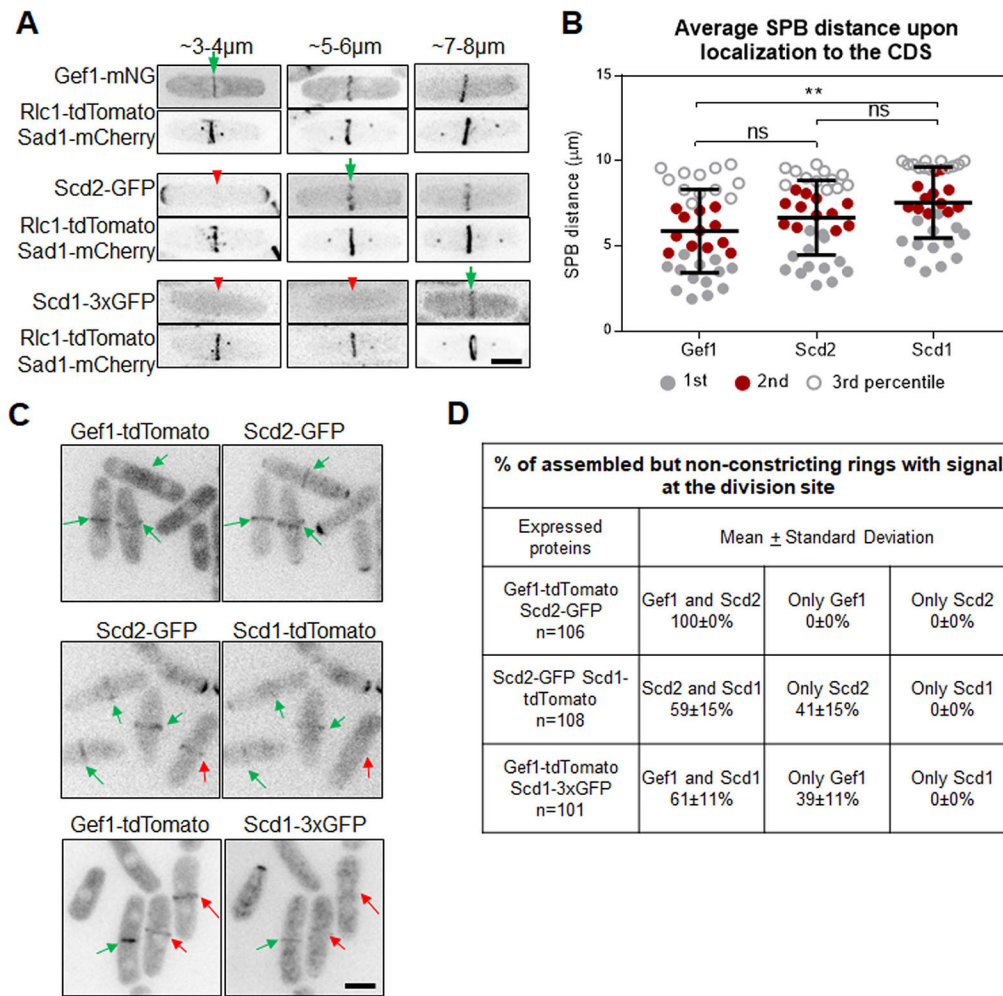 A
~3-4µm ~5-6µm ~7-8µm
Gef1-mNG
Rlc1-tdTomato
Sad1-mCherry
Scd2-GFP
Rlc1-tdTomato
Sad1-mCherry
Scd1-3xGFP
Rlc1-tdTomato
Sad1-mCherry
B
Average SPB distance upon
localization to the CDS
SPB distance (µm)
15
10
5
0
**
ns
ns
Gef1 Scd2 Scd1
1st 2nd 3rd percentile
C
Gef1-tdTomato Scd2-GFP
Scd2-GFP Scd1-tdTomato
Gef1-tdTomato Scd1-3xGFP
D
% of assembled but non-constricting rings with signal
at the division site
Expressed
proteins
Mean ± Standard Deviation
Gef1-tdTomato
Scd2-GFP
n=106
Gef1 and Scd2
100±0%
Only Gef1
0±0%
Only Scd2
0±0%
Scd2-GFP Scd1-
tdTomato
n=108
Scd2 and Scd1
59±15%
Only Scd2
41±15%
Only Scd1
0±0%
Gef1-tdTomato
Scd1-3xGFP
n=101
Gef1 and Scd1
61±11%
Only Gef1
39±11%
Only Scd1
0±0%